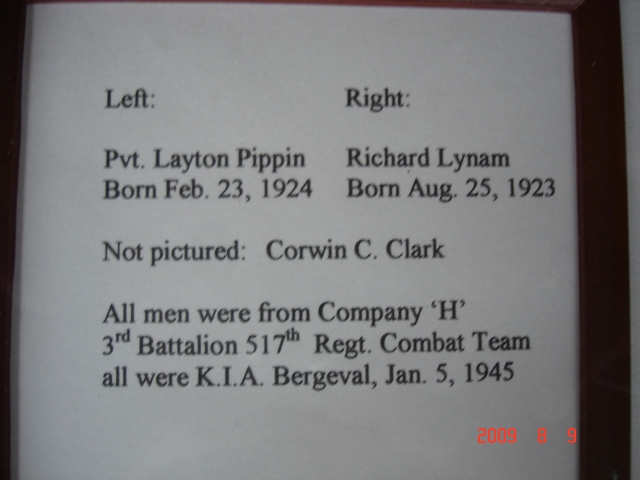 Left: Right:
Pvt. Layton Pippin Richard Lynam
Born Feb. 23, 1924 Born Aug. 25, 1923
Not pictured: Corwin C. Clark
All men were from Company ‘H’
3rd Battalion 517th Regt. Combat Team
all were K.I.A. Bergeval, Jan. 5, 1945
2009 8 9